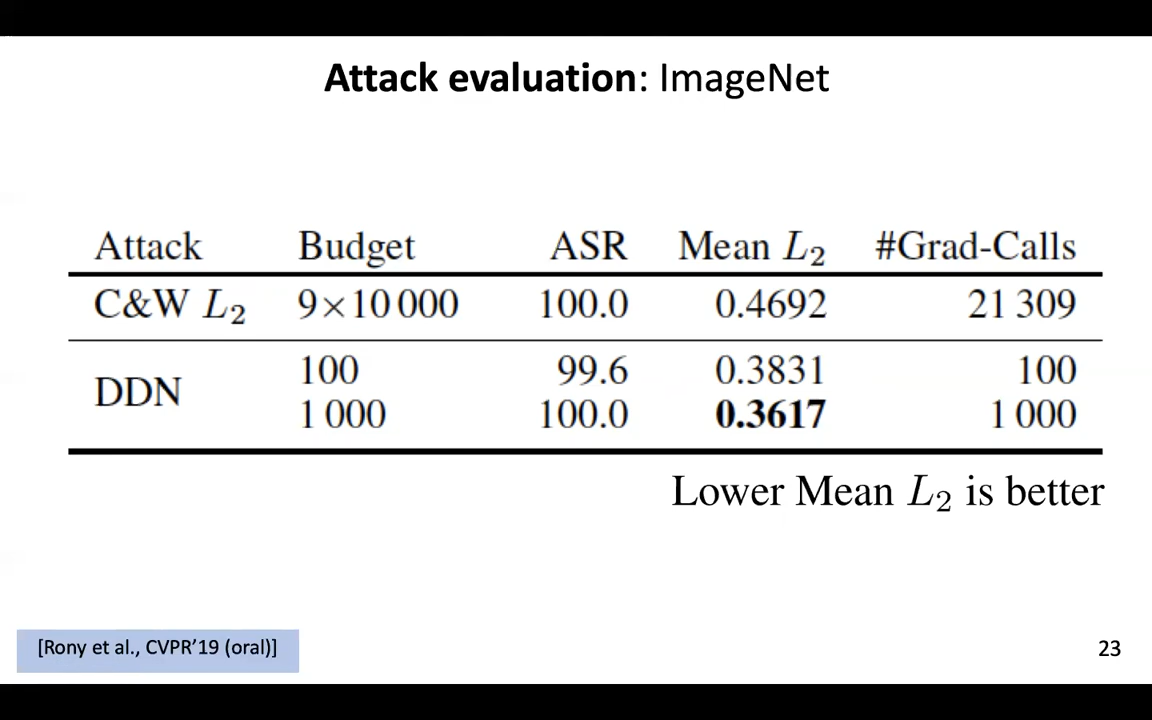 Attack evaluation: ImageNet
Attack Budget ASR Mean L₂ #Grad-Calls
C&W L₂ 9×10 000 100.0 0.4692 21 309
DDN
100 99.6 0.3831 100
1 000 100.0 0.3617 1 000
Lower Mean L₂ is better
[Rony et al., CVPR’19 (oral)]
23